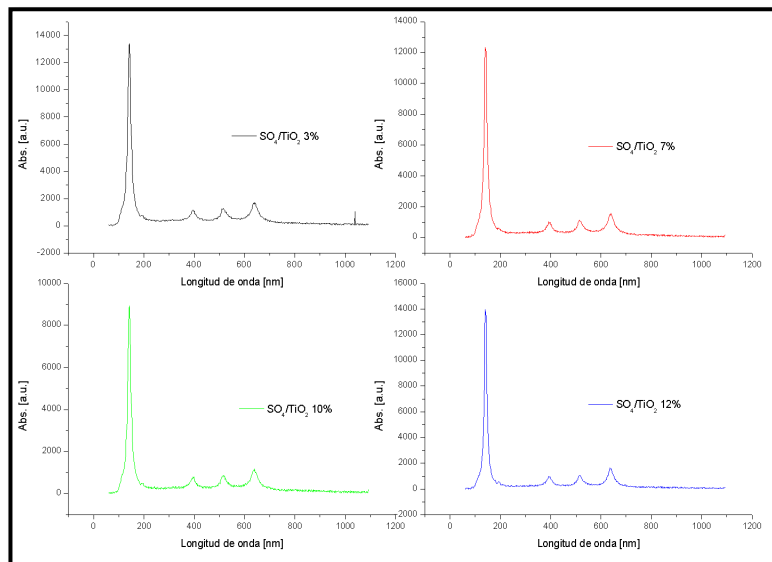 14000
12000
10000
8000
6000
4000
2000
0
-2000
Abs. [a.u.]
SO4/TiO2 3%
0 200 400 600 800 1000 1200
Longitud de onda [nm]
14000
12000
10000
8000
6000
4000
2000
0
Abs. [a.u.]
SO4/TiO2 7%
0 200 400 600 800 1000 1200
Longitud de onda [nm]
10000
8000
6000
4000
2000
0
Abs. [a.u.]
SO4/TiO2 10%
0 200 400 600 800 1000 1200
Longitud de onda [nm]
16000
14000
12000
10000
8000
6000
4000
2000
0
-2000
Abs. [a.u.]
SO4/TiO2 12%
0 200 400 600 800 1000 1200
Longitud de onda [nm]